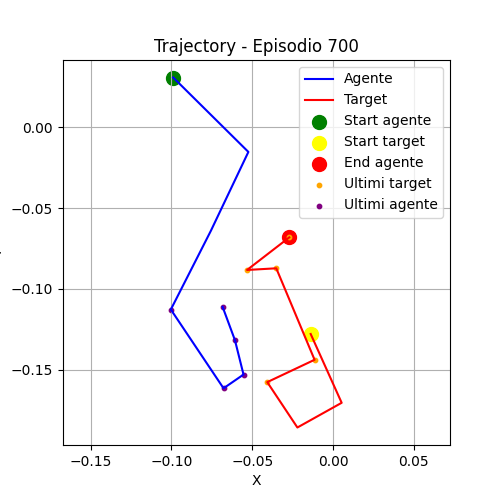 Trajectory - Episodio 700
Agente
Target
Start agente
Start target
End agente
Ultimi target
Ultimi agente
0.00
−0.05
−0.10
−0.15
−0.15
−0.10
−0.05
0.00
0.05
X